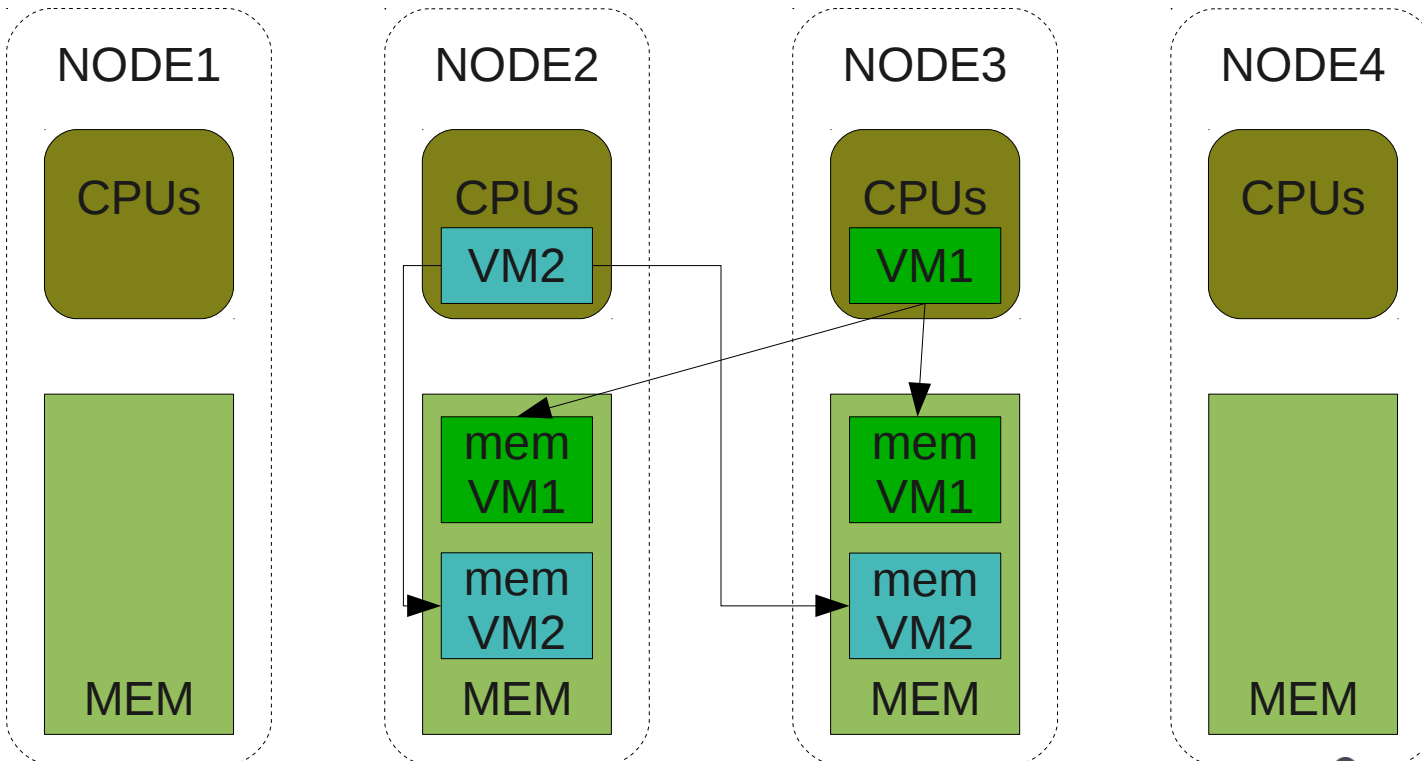 NODE1
NODE2
NODE3
NODE4
CPUs
CPUs
CPUs
CPUs
VM2
VM1
mem
VM1
mem
VM1
mem
VM2
mem
VM2
MEM
MEM
MEM
MEM